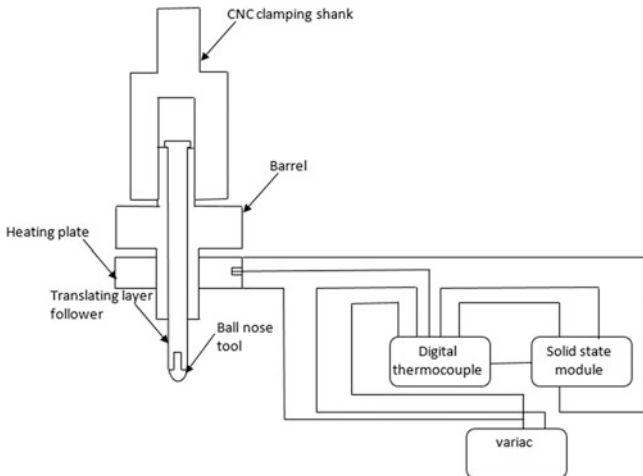 CNC clamping shank
Barrel
Heating plate
Translating layer
follower
Ball nose
tool
Digital
thermocouple
Solid state
module
variac